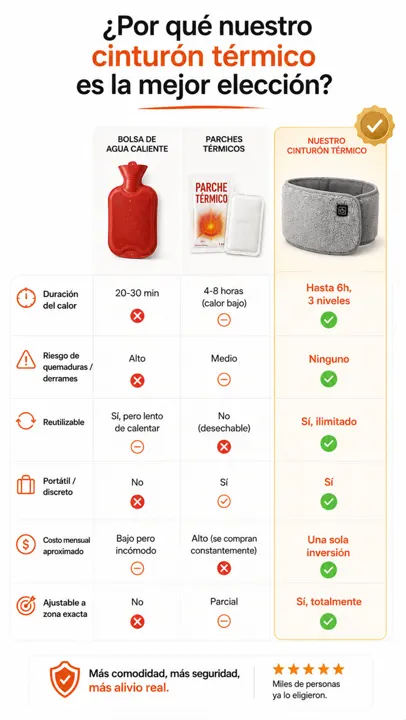 ¿Por qué nuestro
cinturón térmico
es la mejor elección?
BOLSA DE
AGUA CALIENTE
PARCHES
TÉRMICOS
NUESTRO
CINTURÓN TÉRMICO
PARCHE
TÉRMICO
Duración
del calor
20-30 min
4-8 horas
(calor bajo)
Hasta 6h,
3 niveles
Riesgo de
quemaduras /
derrames
Alto
Medio
Ninguno
Reutilizable
Sí, pero lento
de calentar
No
(desechable)
Sí, ilimitado
Portátil /
discreto
No
Sí
Sí
Costo mensual
aproximado
Bajo pero
incómodo
Alto (se compran
constantemente)
Una sola
inversión
Ajustable a
zona exacta
No
Parcial
Sí, totalmente
Más comodidad, más seguridad,
más alivio real.
Miles de personas
ya lo eligieron.